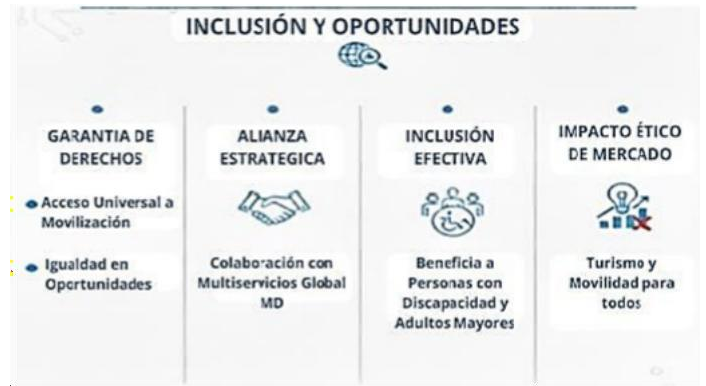 INCLUSIÓN Y OPORTUNIDADES
GARANTIA DE
DERECHOS
Acceso Universal a
Movilización
Igualdad en
Oportunidades
ALIANZA
ESTRATEGICA
Colaboración con
Multiservicios Global
MD
INCLUSIÓN
EFECTIVA
Beneficia a
Personas con
Discapacidad y
Adultos Mayores
IMPACTO ÉTICO
DE MERCADO
Turismo y
Movilidad para
todos